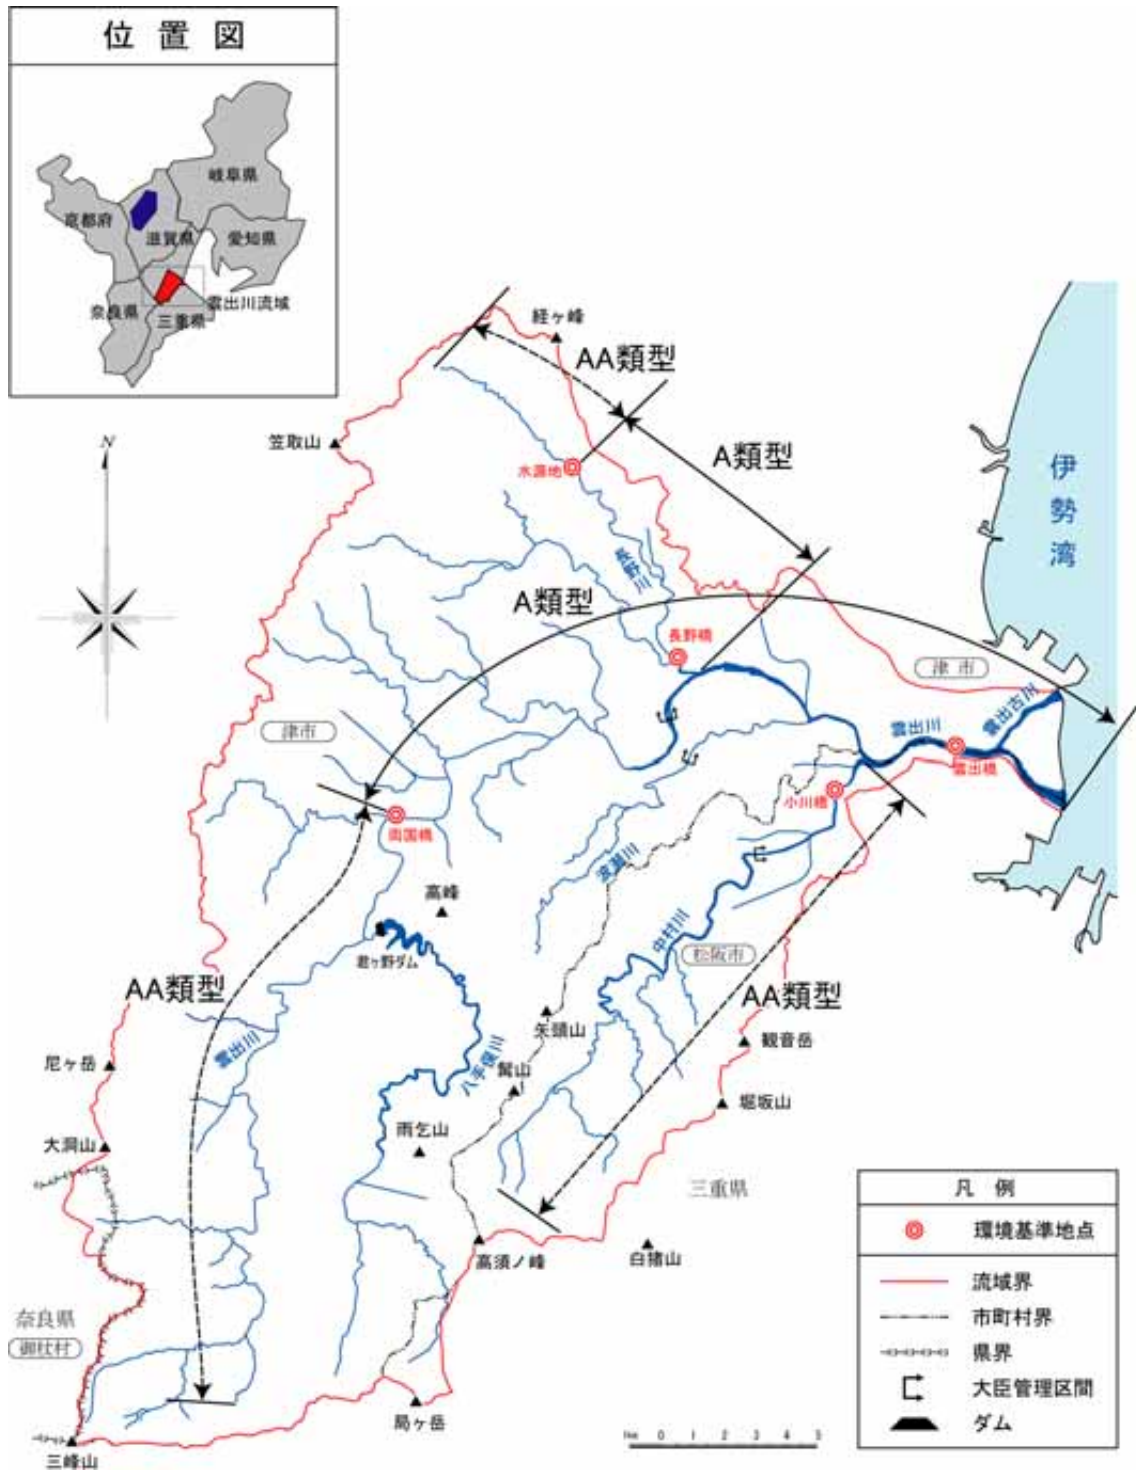 位置図
岐阜県
京都府
滋賀県
愛知県
奈良県
三重県
雲出川流域
経ヶ峰
AA類型
笠取山
水源地
A類型
伊勢湾
N
長野川
A類型
長野橋
津市
雲出古川
津市
雲出川
雲出橋
小川橋
両国橋
波瀬川
高峰
中村川
君ヶ野ダム
松阪市
AA類型
AA類型
矢頭山
雲出川
観音岳
八手俣川
尼ヶ岳
髯山
堀坂山
雨乞山
大洞山
三重県
高須ノ峰
白猪山
奈良県
御杖村
局ヶ岳
三峰山
凡例
環境基準地点
流域界
市町村界
県界
大臣管理区間
ダム
0 1 2 3 4 5